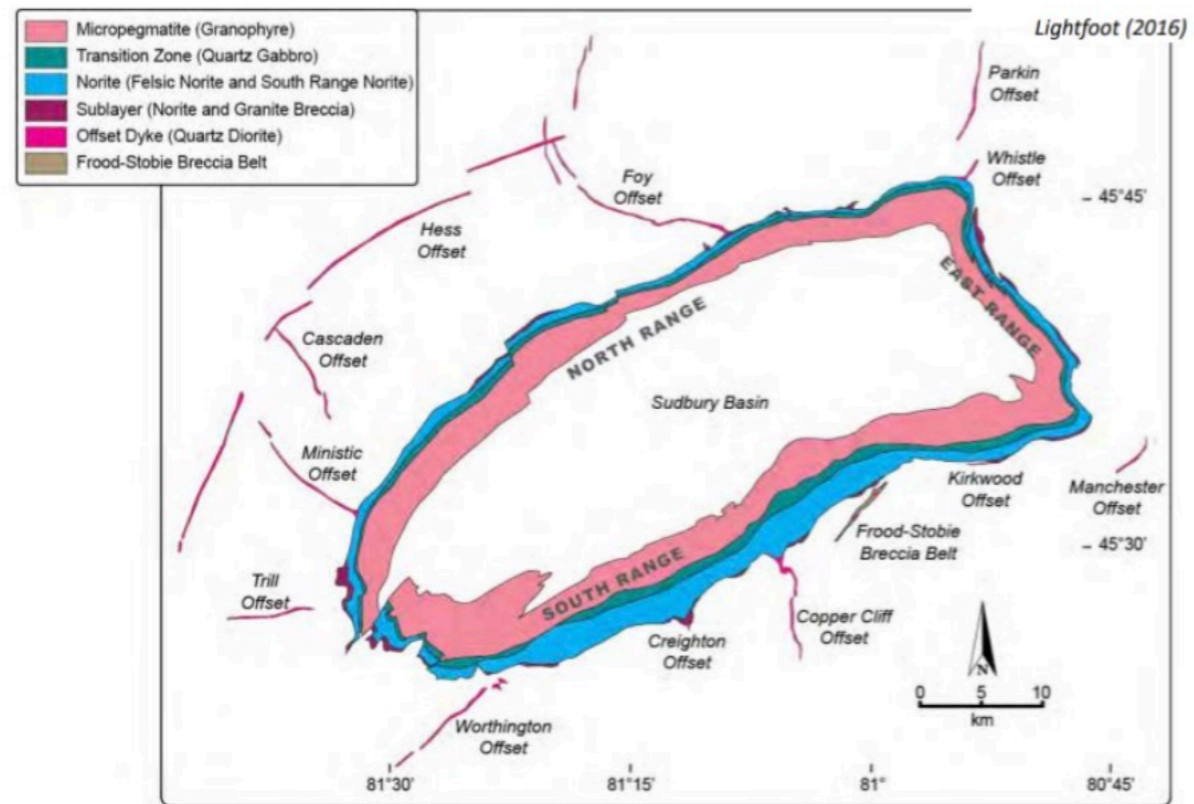 Lightfoot (2016)
Micropegmatite (Granophyre)
Transition Zone (Quartz Gabbro)
Norite (Felsic Norite and South Range Norite)
Sublayer (Norite and Granite Breccia)
Offset Dyke (Quartz Diorite)
Frood-Stobie Breccia Belt
Parkin
Offset
Whistle
Offset
Foy
Offset
45°45'
Hess
Offset
EAST RANGE
Cascaden
Offset
NORTH RANGE
Sudbury Basin
Ministic
Offset
Kirkwood
Offset
Manchester
Offset
Frood-Stobie
Breccia Belt
45°30'
SOUTH RANGE
Trill
Offset
Copper Cliff
Offset
Creighton
Offset
N
0 5 10
km
Worthington
Offset
81°30' 81°15' 81° 80°45'